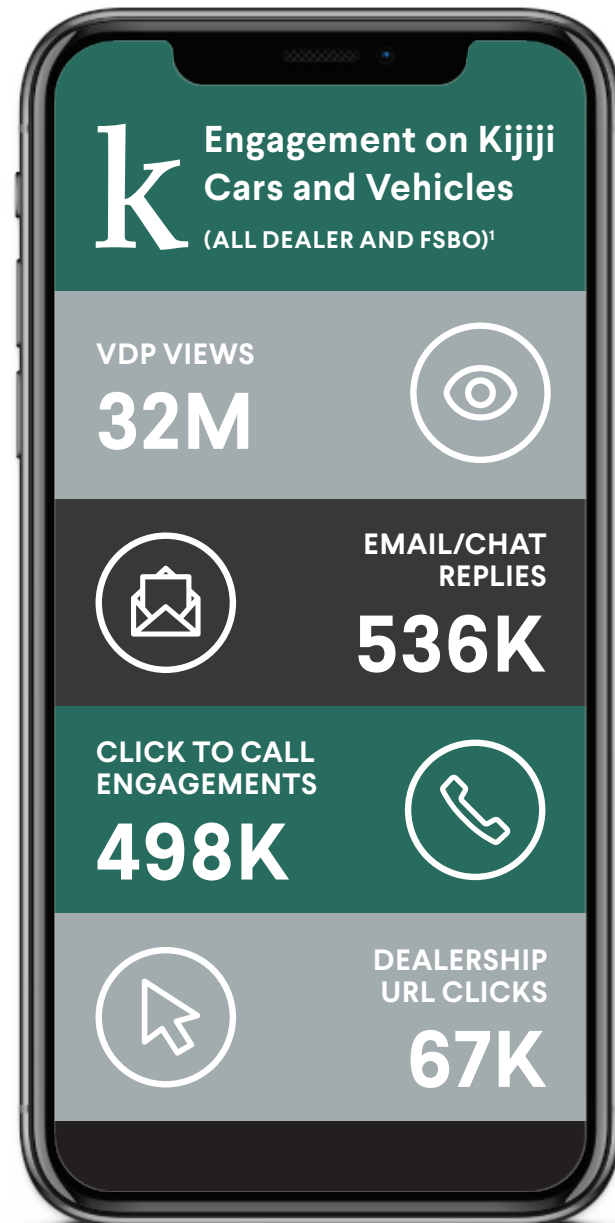 k
Engagement on Kijiji
Cars and Vehicles
(ALL DEALER AND FSBO)¹
VDP VIEWS
32M
EMAIL/CHAT
REPLIES
536K
CLICK TO CALL
ENGAGEMENTS
498K
DEALERSHIP
URL CLICKS
67K